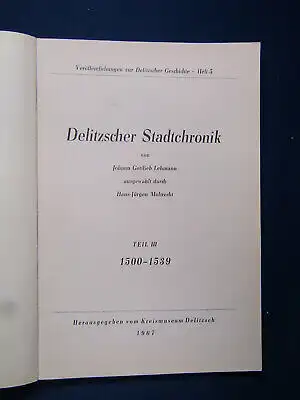 Veröffentlichungen zur Delitzscher Geschichte - Heft 5
Delitzscher Stadtchronik
von
Johann Gottlieb Lehmann
ausgewählt durch
Hans-Jürgen
TEIL III
1500-1539
Herausgegeben vom Kreismuseum Delitzsch
1967